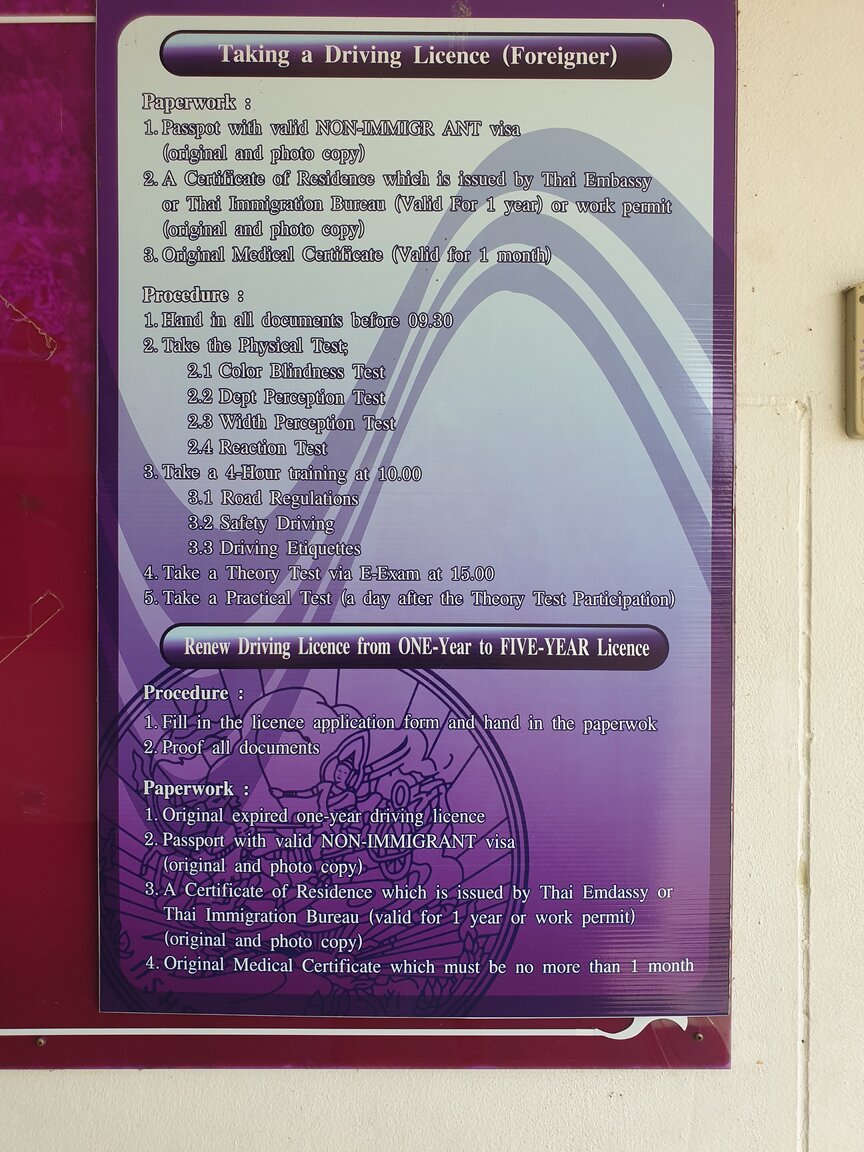 Taking a Driving Licence (Foreigner)
Paperwork :
1. Passpot with valid NON-IMMIGR ANT visa
(original and photo copy)
2. A Certificate of Residence which is issued by Thai Embassy
or Thai Immigration Bureau (Valid For 1 year) or work permit
(original and photo copy)
3. Original Medical Certificate (Valid for 1 month)
Procedure :
1. Hand in all documents before 09.30
2. Take the Physical Test;
2.1 Color Blindness Test
2.2 Dept Perception Test
2.3 Width Perception Test
2.4 Reaction Test
3. Take a 4-Hour training at 10.00
3.1 Road Regulations
3.2 Safety Driving
3.3 Driving Etiquettes
4. Take a Theory Test via E-Exam at 15.00
5. Take a Practical Test (a day after the Theory Test Participation)
Renew Driving Licence from ONE-Year to FIVE-YEAR Licence
Procedure :
1. Fill in the licence application form and hand in the paperwok
2. Proof all documents
Paperwork :
1. Original expired one-year driving licence
2. Passport with valid NON-IMMIGRANT visa
(original and photo copy)
3. A Certificate of Residence which is issued by Thai Emdassy or
Thai Immigration Bureau (valid for 1 year or work permit)
(original and photo copy)
4. Original Medical Certificate which must be no more than 1 month